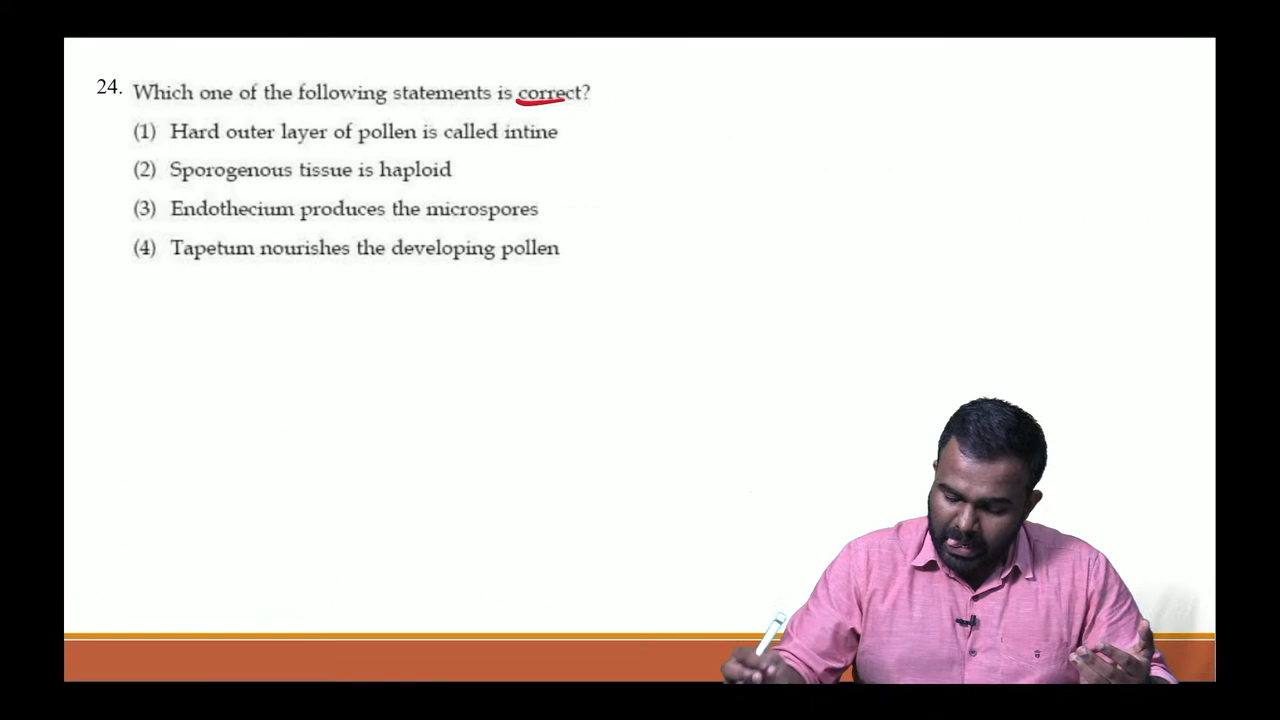 24. Which one of the following statements is correct?
(1) Hard outer layer of pollen is called intine
(2) Sporogenous tissue is haploid
(3) Endothecium produces the microspores
(4) Tapetum nourishes the developing pollen